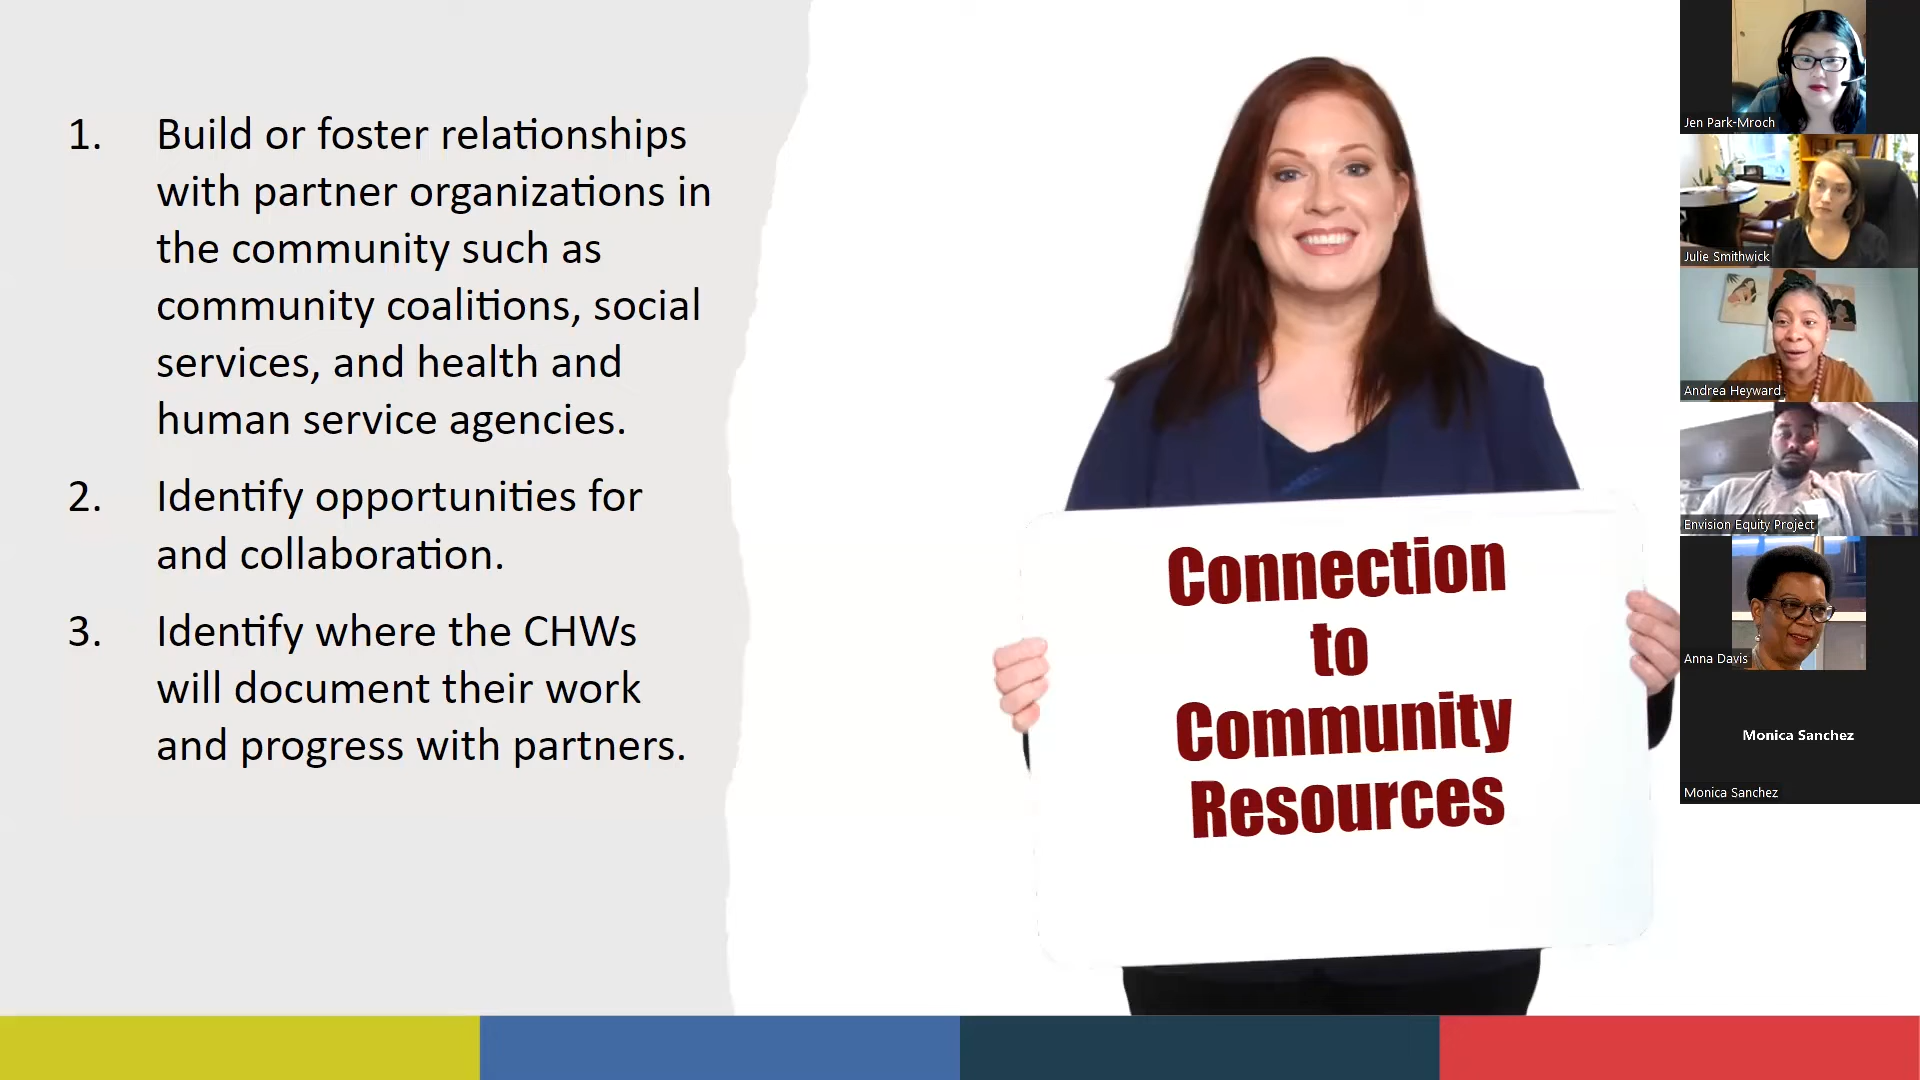 1. Build or foster relationships
with partner organizations in
the community such as
community coalitions, social
services, and health and
human service agencies.
2. Identify opportunities for
and collaboration.
3. Identify where the CHWs
will document their work
and progress with partners.
Connection
to
Community
Resources
Jen Park-Mroch
Julie Smithwick
Andrea Heyward
Envision Equity Project
Anna Davis
Monica Sanchez
Monica Sanchez